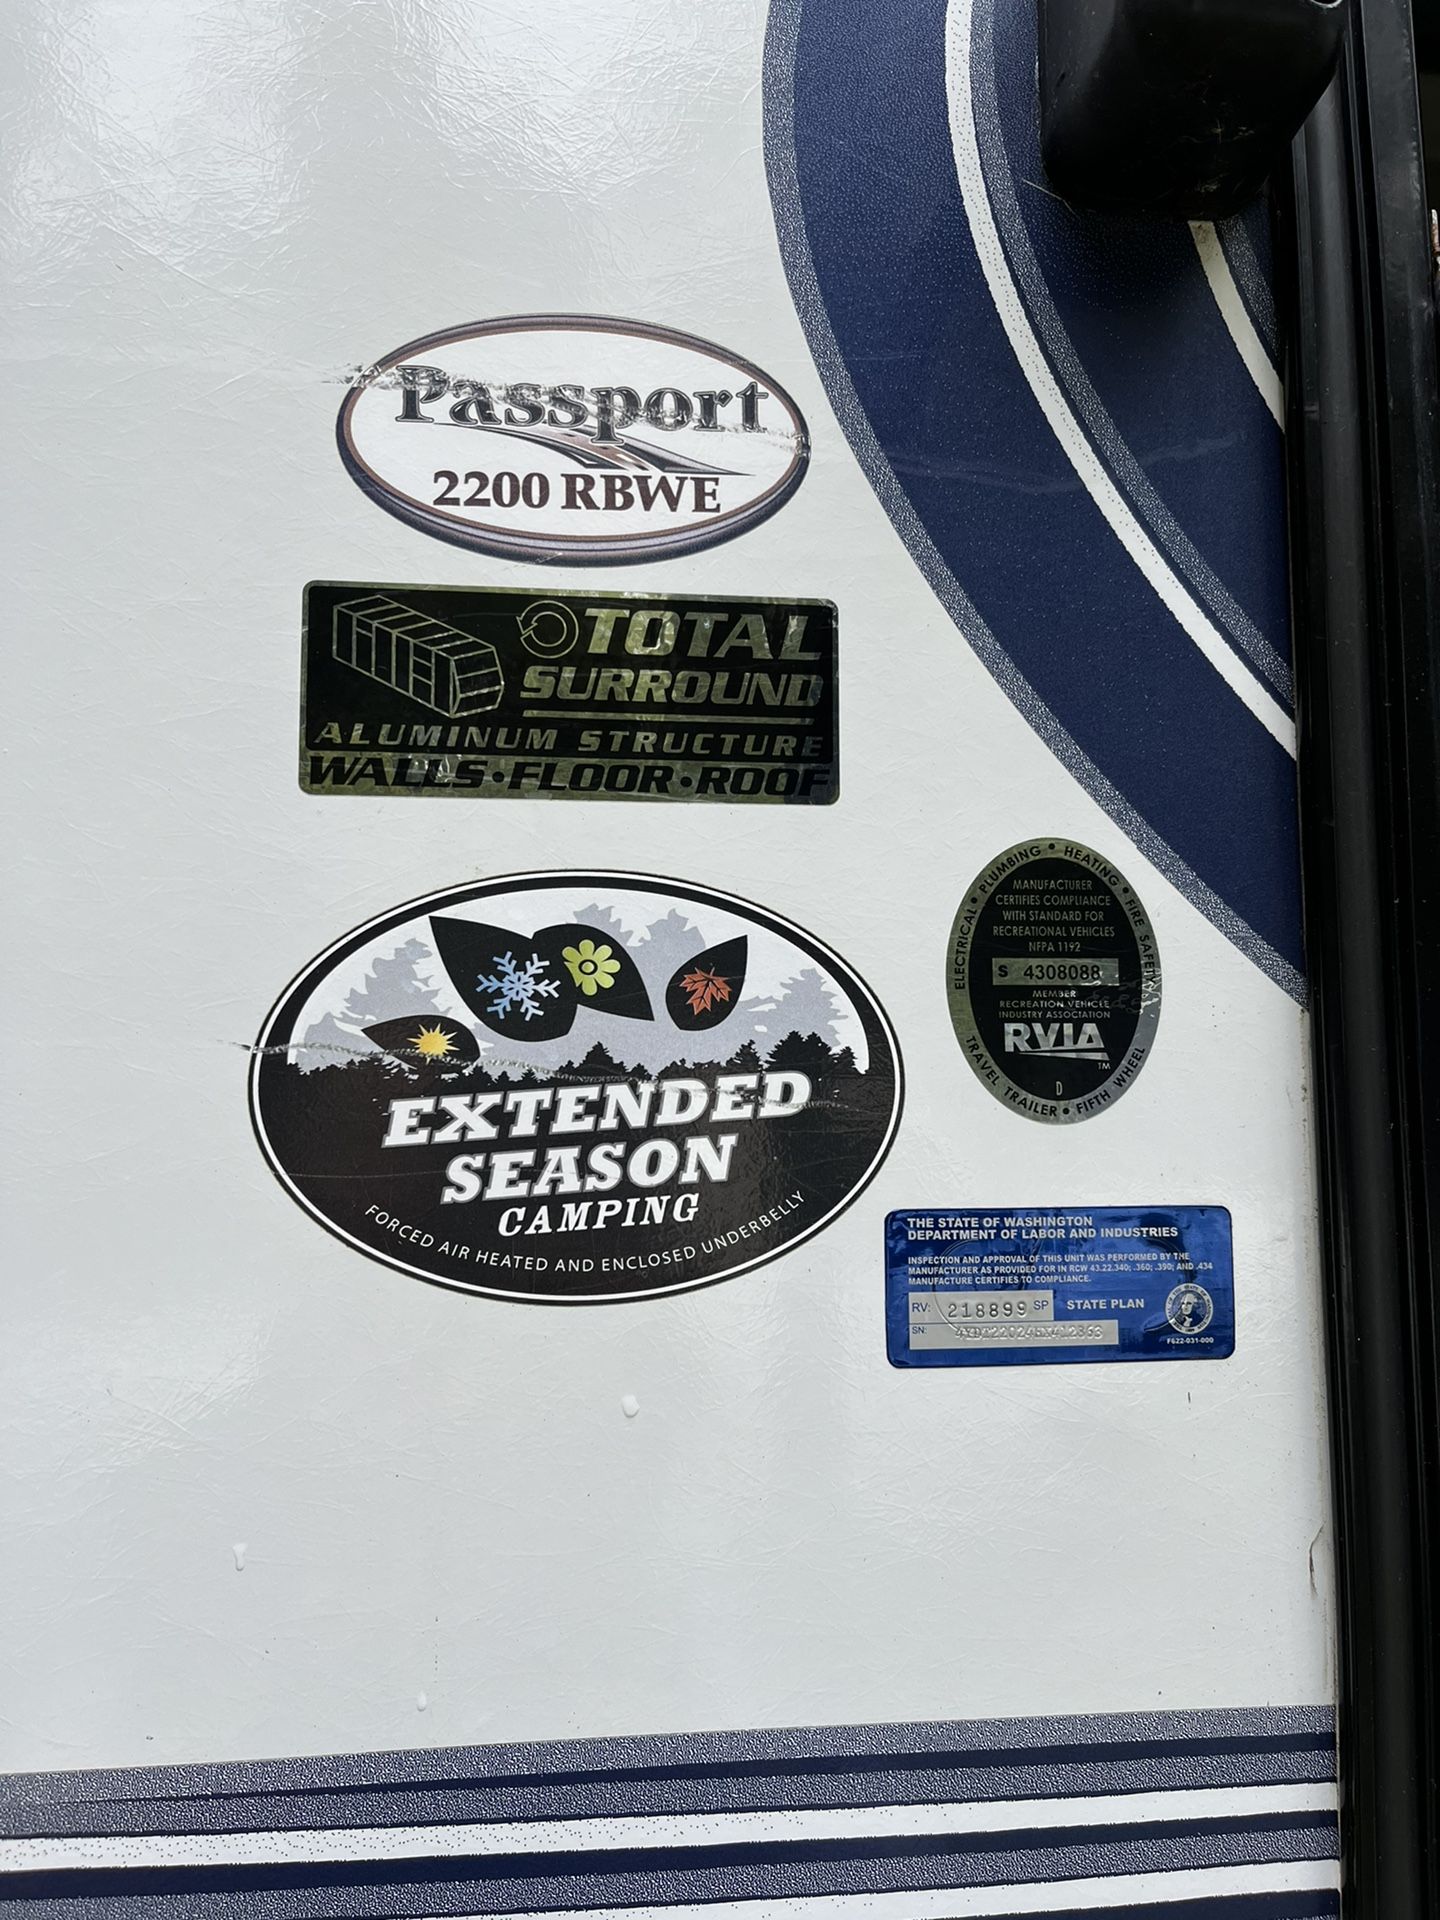 Passport
2200 RBWE
TOTAL
SURROUND
ALUMINUM STRUCTURE
WALLS•FLOOR•ROOF
EXTENDED
SEASON
CAMPING
FORCED AIR HEATED AND ENCLOSED UNDERBELLY
ELECTRICAL • PLUMBING • HEATING • FIRE SAFETY
MANUFACTURER
CERTIFIES COMPLIANCE
WITH STANDARD FOR
RECREATIONAL VEHICLES
NFPA 1192
S 4308088
MEMBER
RECREATION VEHICLE
INDUSTRY ASSOCIATION
RVIA
TM
D
TRAVEL TRAILER • FIFTH WHEEL
THE STATE OF WASHINGTON
DEPARTMENT OF LABOR AND INDUSTRIES
INSPECTION AND APPROVAL OF THIS UNIT WAS PERFORMED BY THE
MANUFACTURER AS PROVIDED FOR IN RCW 43.22.340; .360; .390; AND .434
MANUFACTURE CERTIFIES TO COMPLIANCE.
RV: 218899 SP STATE PLAN
SN:
F622-031-000